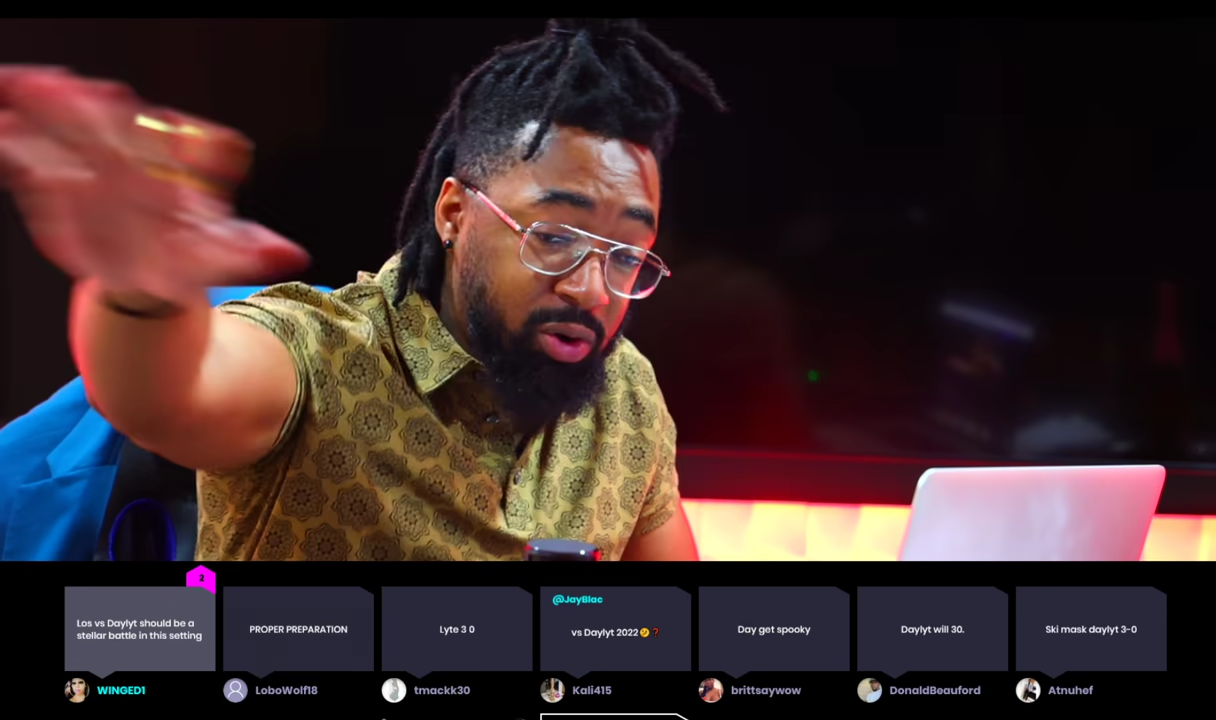 2
Los vs Daylyt should be a
stellar battle in this setting
WINGED1
PROPER PREPARATION
LoboWolf18
Lyte 3 0
tmackk30
@JayBlac
vs Daylyt 2022🤔❓
Kali415
Day get spooky
brittsaywow
Daylyt will 30.
DonaldBeauford
Ski mask daylyt 3-0
Atnuhef